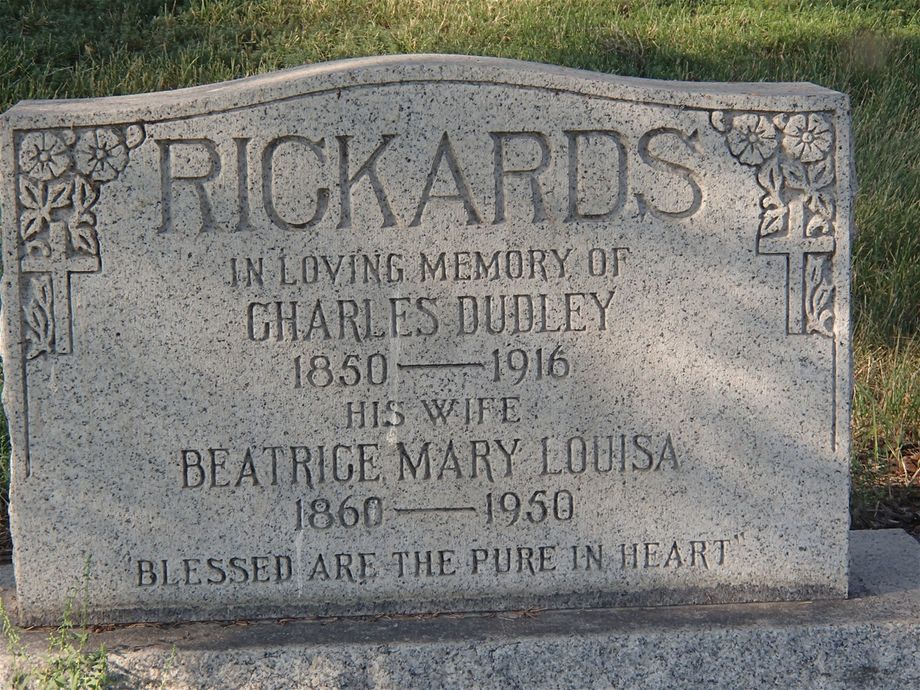 RICKARDS
IN LOVING MEMORY OF
CHARLES DUDLEY
1850 — 1916
HIS WIFE
BEATRICE MARY LOUISA
1860 — 1950
"BLESSED ARE THE PURE IN HEART"